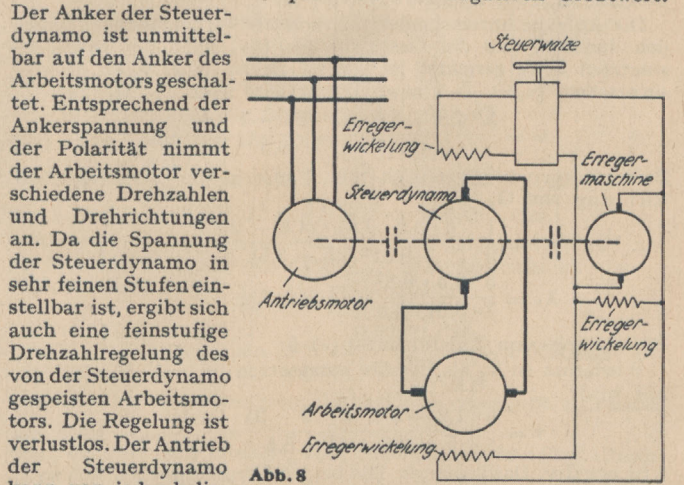 Der Anker der Steuer-
dynamo ist unmittel-
bar auf den Anker des
Arbeitsmotors geschal-
tet. Entsprechend der
Ankerspannung und
der Polarität nimmt
der Arbeitsmotor ver-
schiedene Drehzahlen
und Drehrichtungen
an. Da die Spannung
der Steuerdynamo in
sehr feinen Stufen ein-
stellbar ist, ergibt sich
auch eine feinstufige
Drehzahlregelung des
von der Steuerdynamo
gespeisten Arbeitsmo-
tors. Die Regelung ist
verlustlos. Der Antrieb
der Steuerdynamo
Steuerwalze
Erreger-
wickelung
Erreger-
maschine
Steuerdynamo
Antriebsmotor
Erreger-
wickelung
Arbeitsmotor
Erregerwickelung
Abb. 8